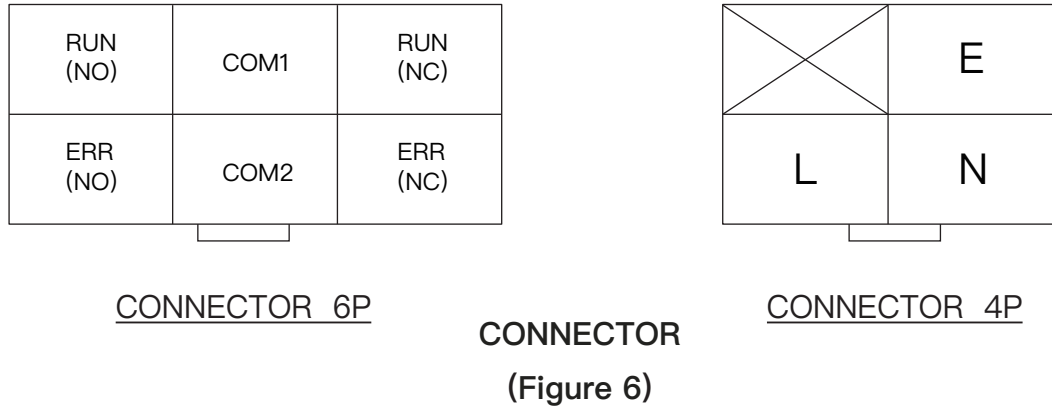 RUN
(NO)
COM1
RUN
(NC)
ERR
(NO)
COM2
ERR
(NC)
E
L
N
CONNECTOR 6P
CONNECTOR 4P
CONNECTOR
(Figure 6)